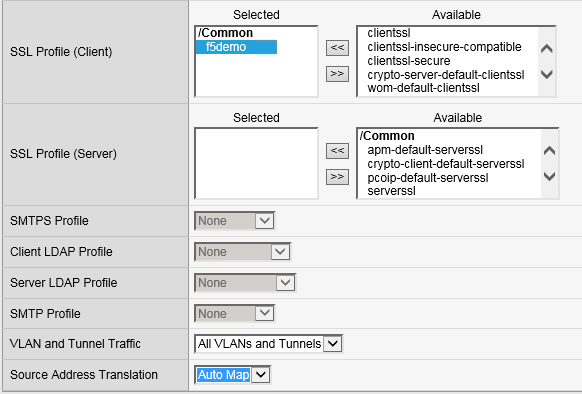 Selected Available
SSL Profile (Client)
/Common
f5demo
<<
>>
clientssl
clientssl-insecure-compatible
clientssl-secure
crypto-server-default-clientssl
wom-default-clientssl
Selected Available
SSL Profile (Server)
<<
>>
/Common
apm-default-serverssl
crypto-client-default-serverssl
pcoip-default-serverssl
serverssl
SMTPS Profile None
Client LDAP Profile None
Server LDAP Profile None
SMTP Profile None
VLAN and Tunnel Traffic All VLANs and Tunnels
Source Address Translation Auto Map